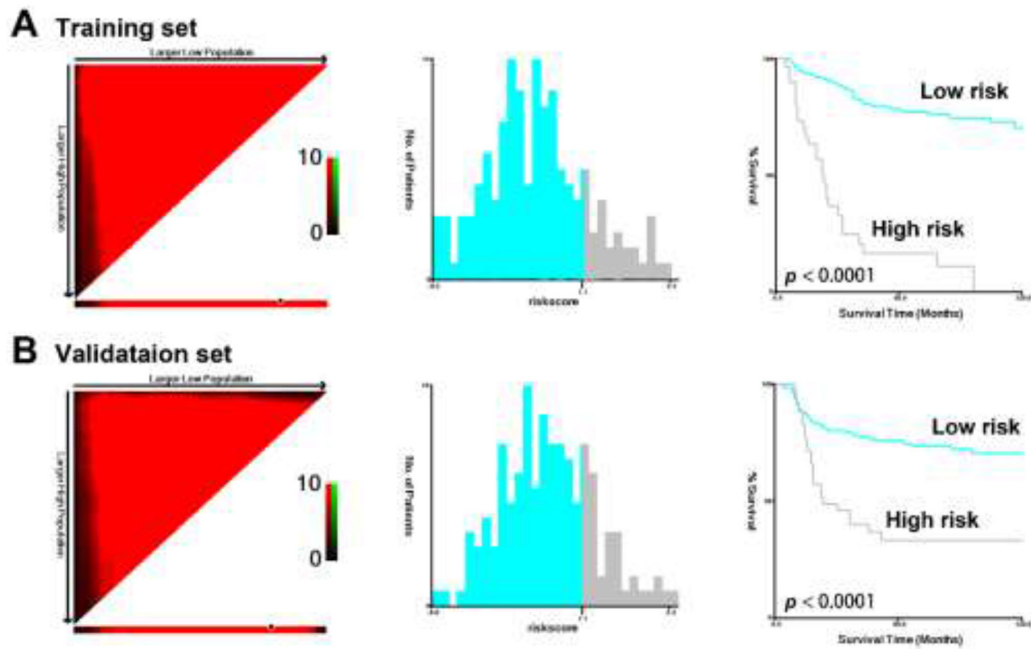 A Training set
Larger Low Population
Larger High Population
10
0
No. of Patients
riskscore
% Survival
Low risk
High risk
p < 0.0001
Survival Time (Months)
B Validataion set
Larger Low Population
Larger High Population
10
0
No. of Patients
riskscore
% Survival
Low risk
High risk
p < 0.0001
Survival Time (Months)